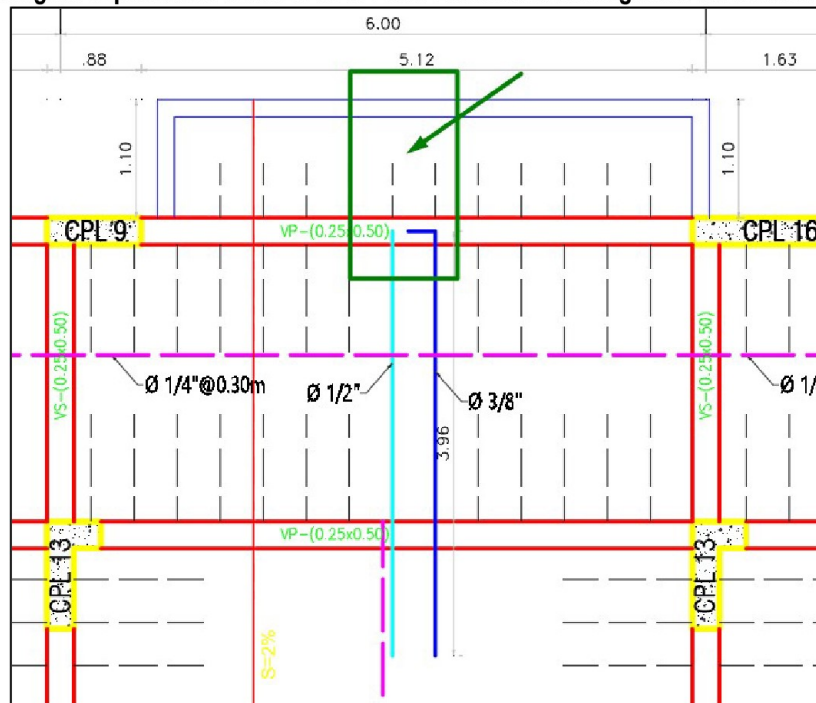 6.00
.88
5.12
1.63
1.10
1.10
CPL 9
VP-(0.25x0.50)
CPL 16
VS-(0.25x0.50)
VS-(0.25x0.50)
Ø 1/4"@0.30m
Ø 1/2"
Ø 3/8"
Ø 1/
3.96
VP-(0.25x0.50)
CPL 13
CPL 13
S=2%